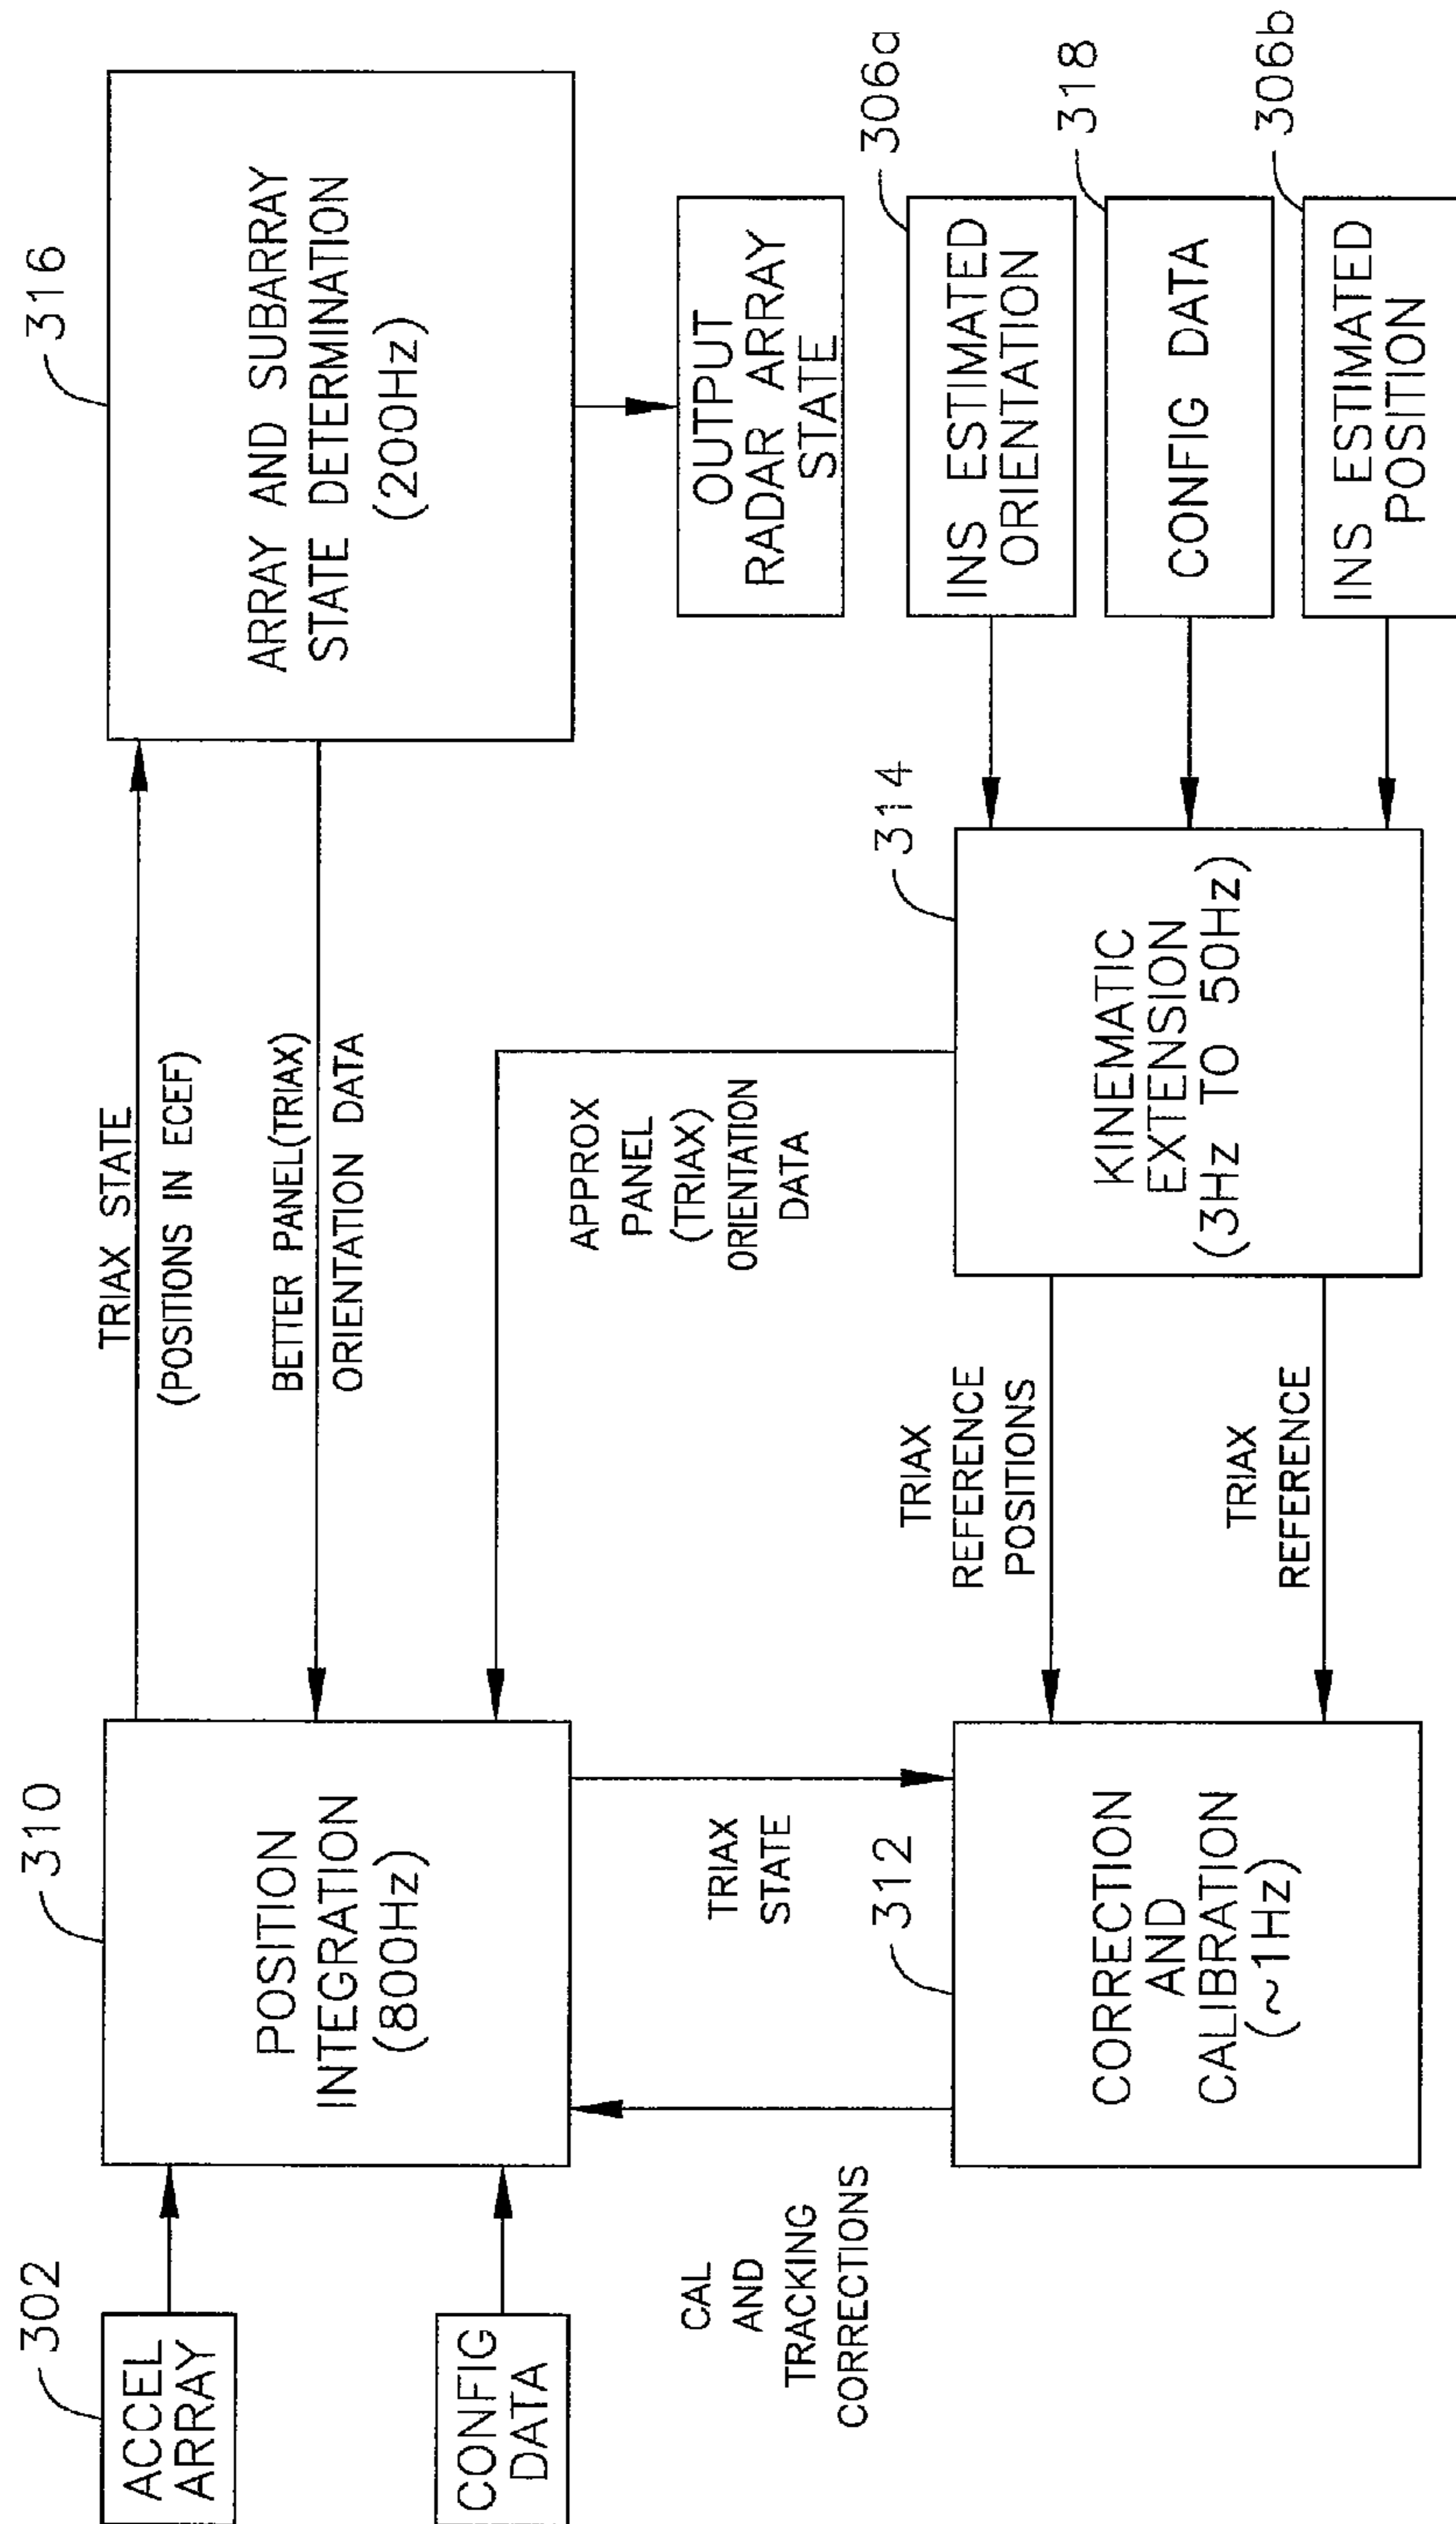 302
ACCEL
ARRAY
CONFIG
DATA
310
POSITION
INTEGRATION
(800Hz)
TRIAX STATE
(POSITIONS IN ECEF)
BETTER PANEL(TRIAX)
ORIENTATION DATA
316
ARRAY AND SUBARRAY
STATE DETERMINATION
(200Hz)
OUTPUT
RADAR ARRAY
STATE
APPROX
PANEL
(TRIAX)
ORIENTATION
DATA
CAL
AND
TRACKING
CORRECTIONS
TRIAX
STATE
312
CORRECTION
AND
CALIBRATION
(~1Hz)
TRIAX
REFERENCE
POSITIONS
TRIAX
REFERENCE
314
KINEMATIC
EXTENSION
(3Hz TO 50Hz)
306a
INS ESTIMATED
ORIENTATION
318
CONFIG DATA
306b
INS ESTIMATED
POSITION